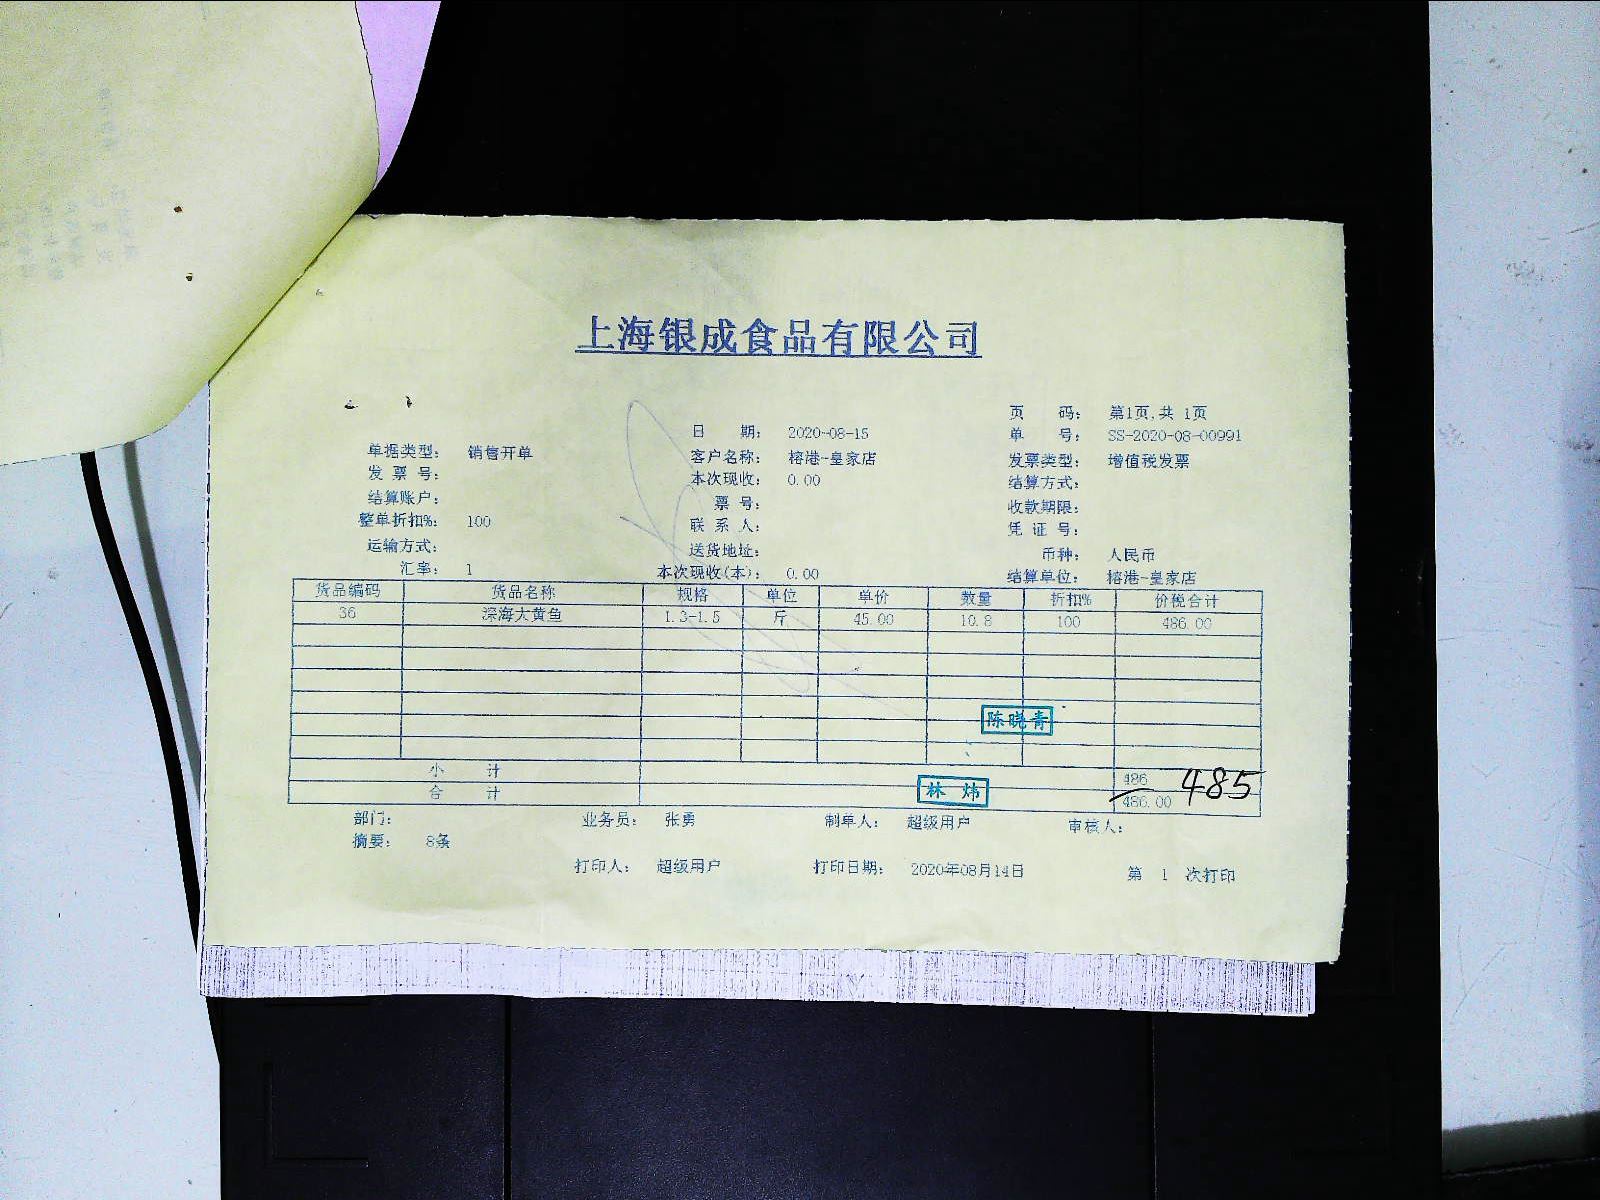 上海银成食品有限公司
页 码： 第1页,共 1页
日 期： 2020-08-15 单 号： SS-2020-08-00991
单据类型： 销售开单 客户名称： 榕港-皇家店 发票类型： 增值税发票
发 票 号： 本次现收： 0.00 结算方式：
结算账户： 票 号： 收款期限：
整单折扣%： 100 联 系 人： 凭 证 号：
运输方式： 送货地址： 币种： 人民币
汇率： 1 本次现收(本)： 0.00 结算单位： 榕港-皇家店
货品编码 货品名称 规格 单位 单价 数量 折扣% 价税合计
36 深海大黄鱼 1.3-1.5 斤 45.00 10.8 100 486.00
陈晓青
小 计 486 485
合 计 林炜 486.00
部门： 业务员： 张勇 制单人： 超级用户 审核人：
摘要： 8条
打印人： 超级用户 打印日期： 2020年08月14日 第 1 次打印